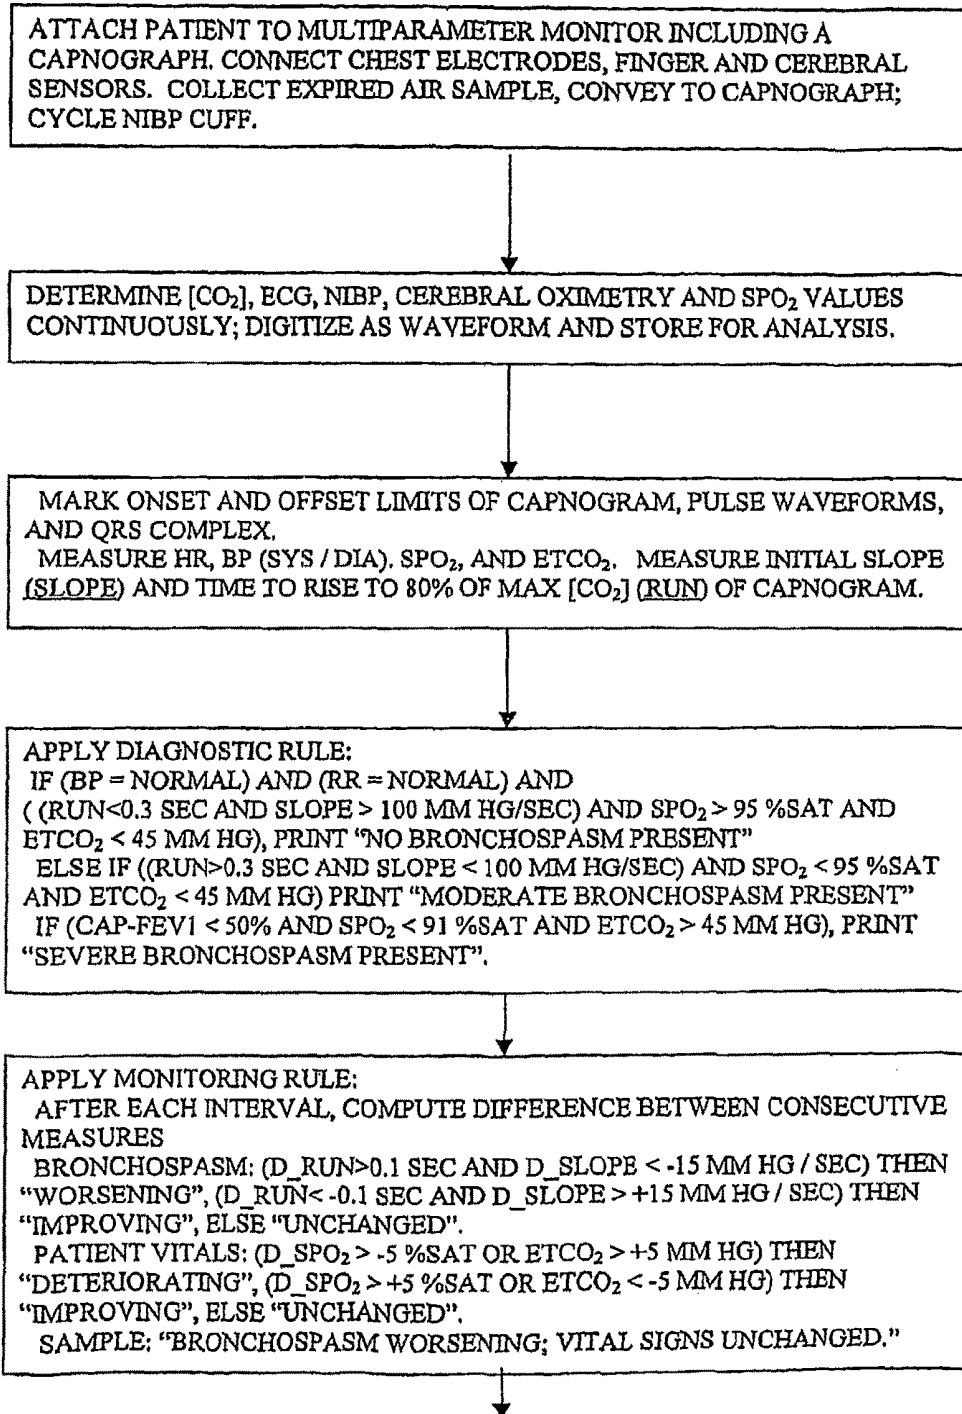 ATTACH PATIENT TO MULTIPARAMETER MONITOR INCLUDING A
CAPNOGRAPH. CONNECT CHEST ELECTRODES, FINGER AND CEREBRAL
SENSORS. COLLECT EXPIRED AIR SAMPLE, CONVEY TO CAPNOGRAPH;
CYCLE NIBP CUFF.
DETERMINE [CO₂], ECG, NIBP, CEREBRAL OXIMETRY AND SPO₂ VALUES
CONTINUOUSLY; DIGITIZE AS WAVEFORM AND STORE FOR ANALYSIS.
MARK ONSET AND OFFSET LIMITS OF CAPNOGRAM, PULSE WAVEFORMS,
AND QRS COMPLEX.
MEASURE HR, BP (SYS / DIA). SPO₂, AND ETCO₂. MEASURE INITIAL SLOPE
(SLOPE) AND TIME TO RISE TO 80% OF MAX [CO₂] (RUN) OF CAPNOGRAM.
APPLY DIAGNOSTIC RULE:
IF (BP = NORMAL) AND (RR = NORMAL) AND
( (RUN<0.3 SEC AND SLOPE > 100 MM HG/SEC) AND SPO₂ > 95 %SAT AND
ETCO₂ < 45 MM HG), PRINT "NO BRONCHOSPASM PRESENT"
ELSE IF ((RUN>0.3 SEC AND SLOPE < 100 MM HG/SEC) AND SPO₂ < 95 %SAT
AND ETCO₂ < 45 MM HG) PRINT "MODERATE BRONCHOSPASM PRESENT"
IF (CAP-FEV1 < 50% AND SPO₂ < 91 %SAT AND ETCO₂ > 45 MM HG), PRINT
"SEVERE BRONCHOSPASM PRESENT".
APPLY MONITORING RULE:
AFTER EACH INTERVAL, COMPUTE DIFFERENCE BETWEEN CONSECUTIVE
MEASURES
BRONCHOSPASM: (D_RUN>0.1 SEC AND D_SLOPE < -15 MM HG / SEC) THEN
"WORSENING", (D_RUN< -0.1 SEC AND D_SLOPE > +15 MM HG / SEC) THEN
"IMPROVING", ELSE "UNCHANGED".
PATIENT VITALS: (D_SPO₂ > -5 %SAT OR ETCO₂ > +5 MM HG) THEN
"DETERIORATING", (D_SPO₂ > +5 %SAT OR ETCO₂ < -5 MM HG) THEN
"IMPROVING", ELSE "UNCHANGED".
SAMPLE: "BRONCHOSPASM WORSENING; VITAL SIGNS UNCHANGED."